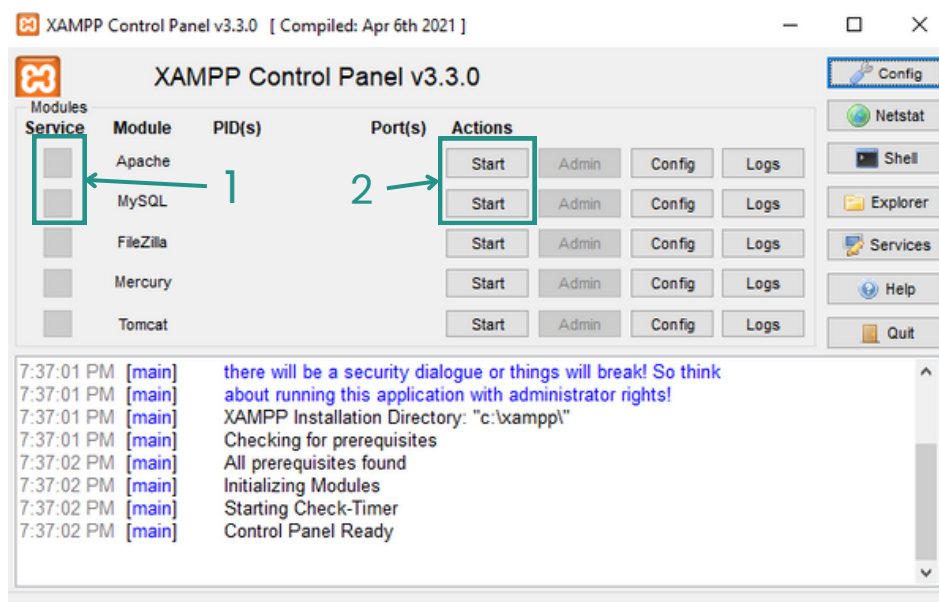 XAMPP Control Panel v3.3.0 [ Compiled: Apr 6th 2021 ]
XAMPP Control Panel v3.3.0
Config
Modules
Service Module PID(s) Port(s) Actions
Netstat
Apache Start Admin Config Logs
Shell
1
2
MySQL Start Admin Config Logs
Explorer
FileZilla Start Admin Config Logs
Services
Mercury Start Admin Config Logs
Help
Tomcat Start Admin Config Logs
Quit
7:37:01 PM [main] there will be a security dialogue or things will break! So think
7:37:01 PM [main] about running this application with administrator rights!
7:37:01 PM [main] XAMPP Installation Directory: "c:\xampp\"
7:37:01 PM [main] Checking for prerequisites
7:37:02 PM [main] All prerequisites found
7:37:02 PM [main] Initializing Modules
7:37:02 PM [main] Starting Check-Timer
7:37:02 PM [main] Control Panel Ready